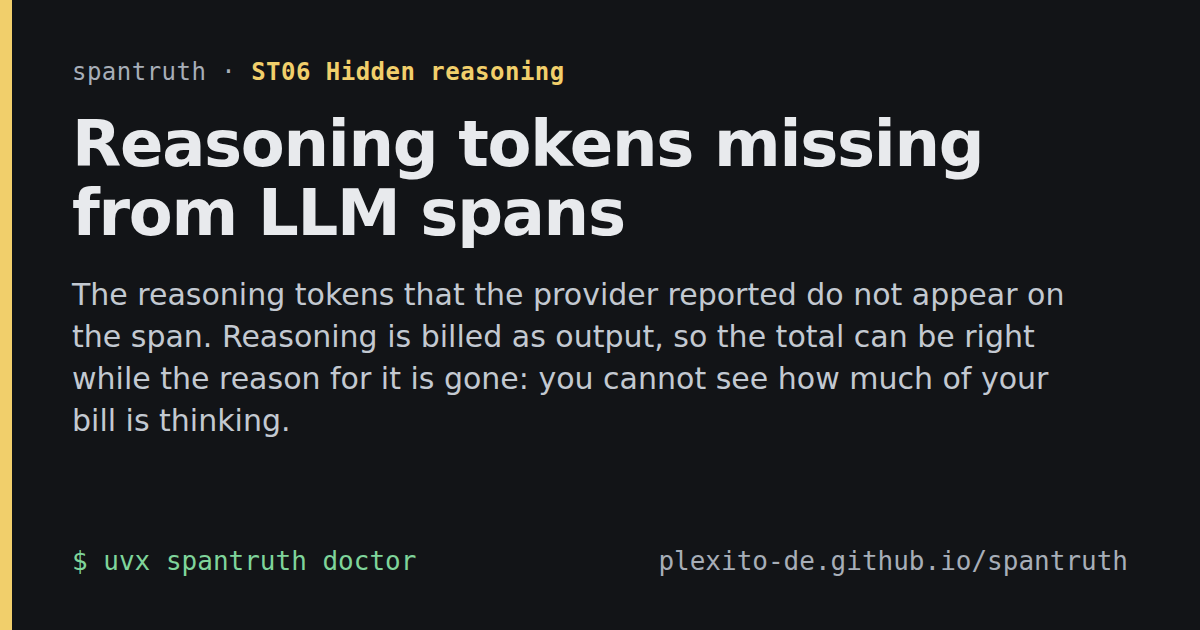 spantruth · ST06 Hidden reasoning
Reasoning tokens missing
from LLM spans
The reasoning tokens that the provider reported do not appear on
the span. Reasoning is billed as output, so the total can be right
while the reason for it is gone: you cannot see how much of your
bill is thinking.
$ uvx spantruth doctor
plexito-de.github.io/spantruth